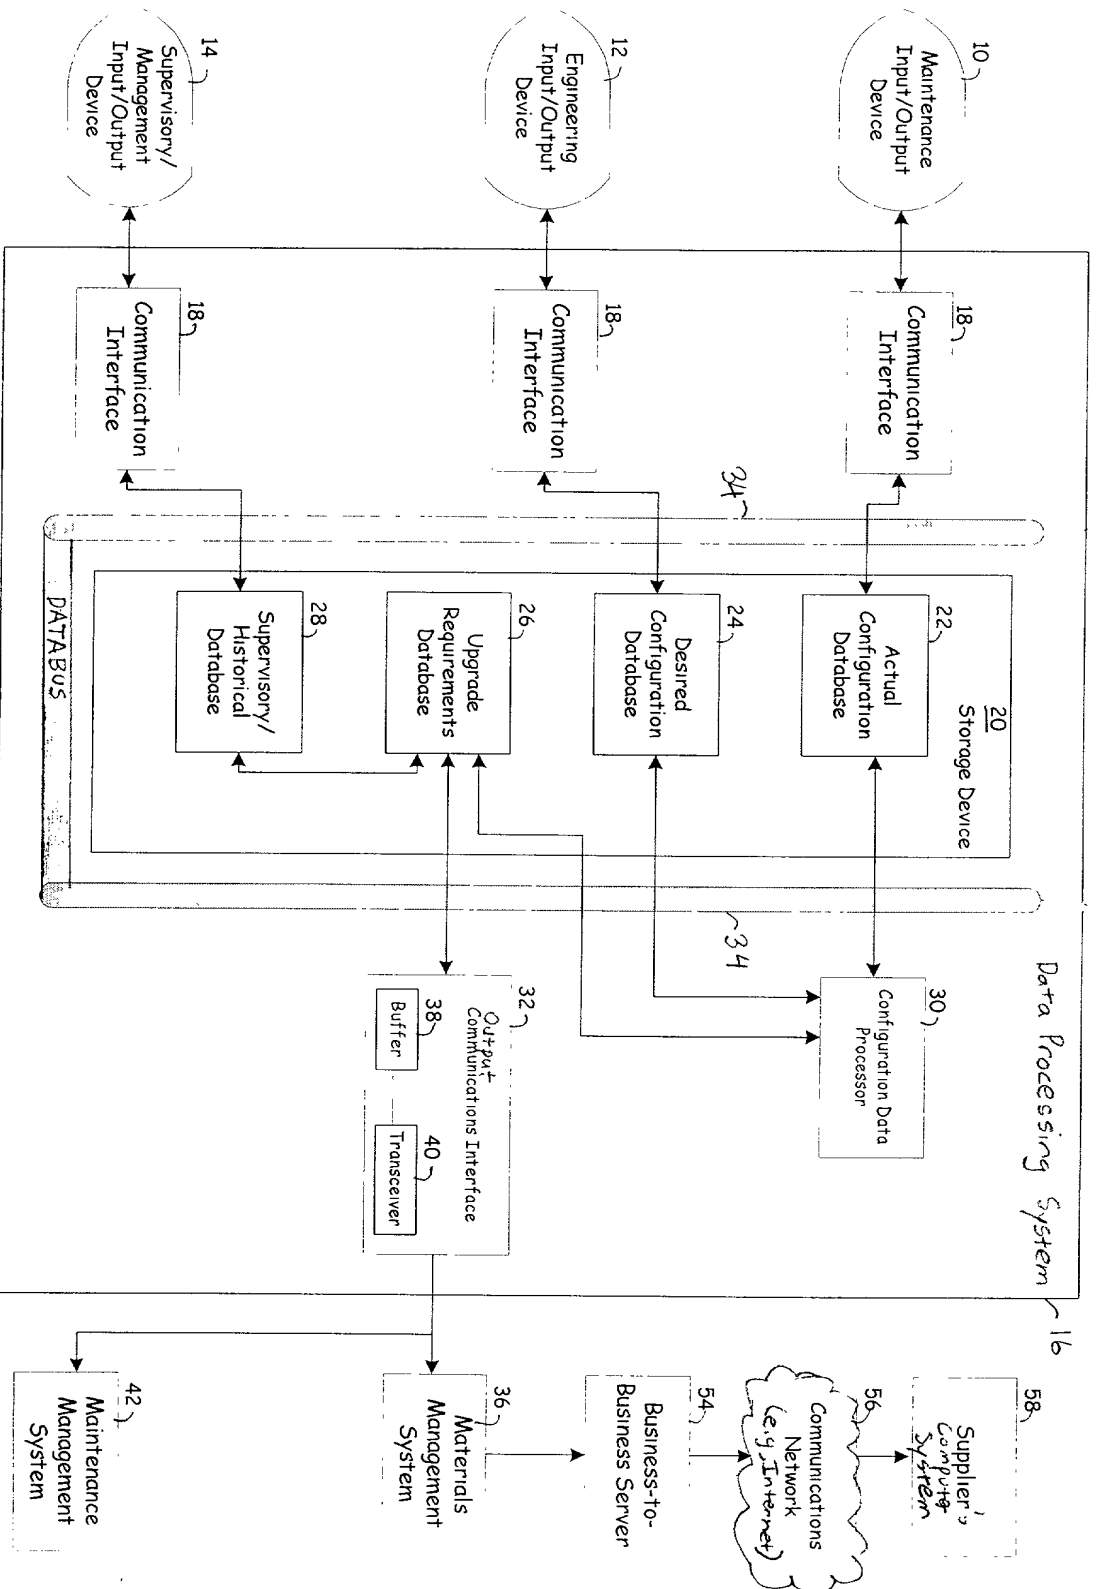 10
Maintenance
Input/Output
Device
12
Engineering
Input/Output
Device
14
Supervisory/
Management
Input/Output
Device
18
Communication
Interface
18
Communication
Interface
18
Communication
Interface
34
20
Storage Device
22
Actual
Configuration
Database
24
Desired
Configuration
Database
26
Upgrade
Requirements
Database
28
Supervisory/
Historical
Database
DATABUS
34
Data Processing System 16
30
Configuration Data
Processor
32
Output
Communications Interface
38
Buffer
40
Transceiver
58
Supplier's
Computer
System
56
Communications
Network
(e.g., Internet)
54
Business-to-
Business Server
36
Materials
Management
System
42
Maintenance
Management
System